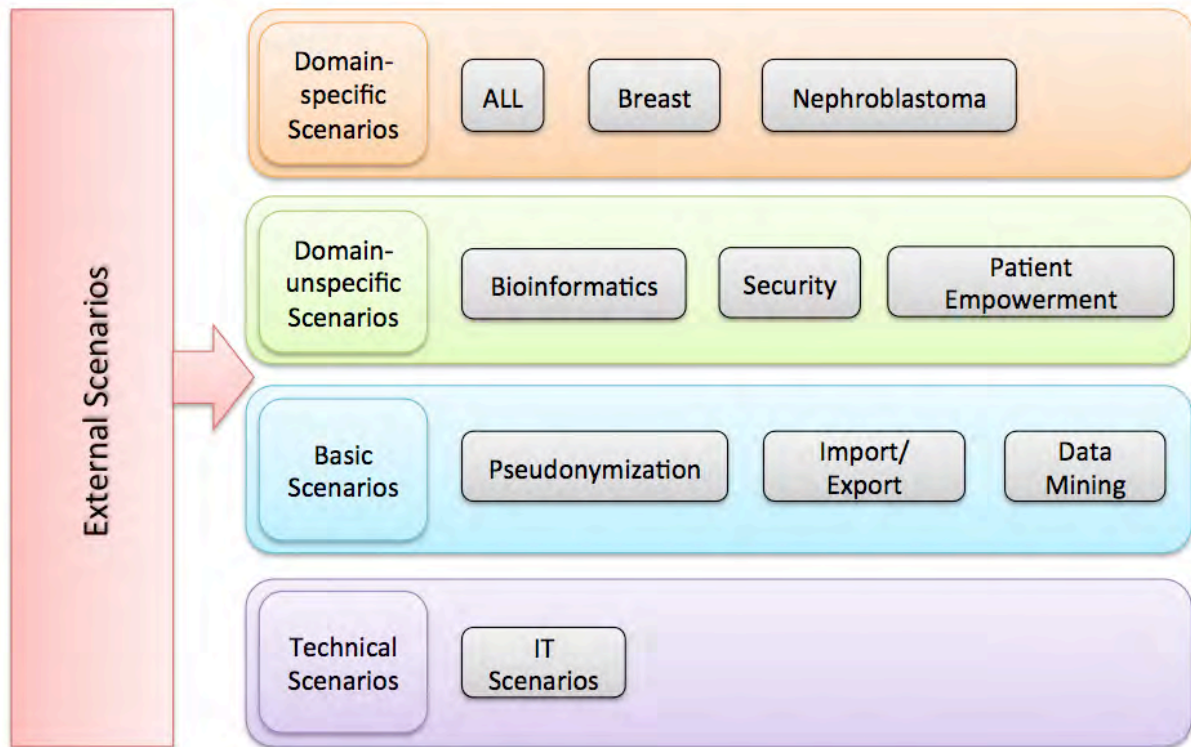 External Scenarios
Domain-
specific
Scenarios
ALL
Breast
Nephroblastoma
Domain-
unspecific
Scenarios
Bioinformatics
Security
Patient
Empowerment
Basic
Scenarios
Pseudonymization
Import/
Export
Data
Mining
Technical
Scenarios
IT
Scenarios